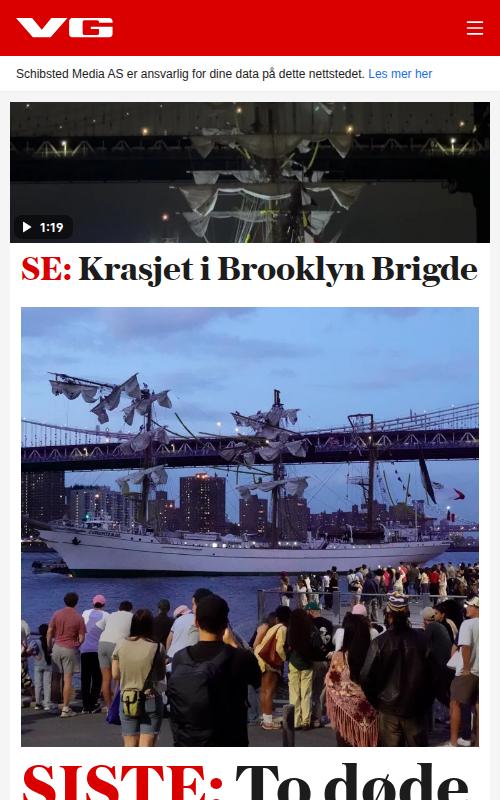 VG
Schibsted Media AS er ansvarlig for dine data på dette nettstedet. Les mer her
1:19
SE: Krasjet i Brooklyn Brigde
SISTE: To døde